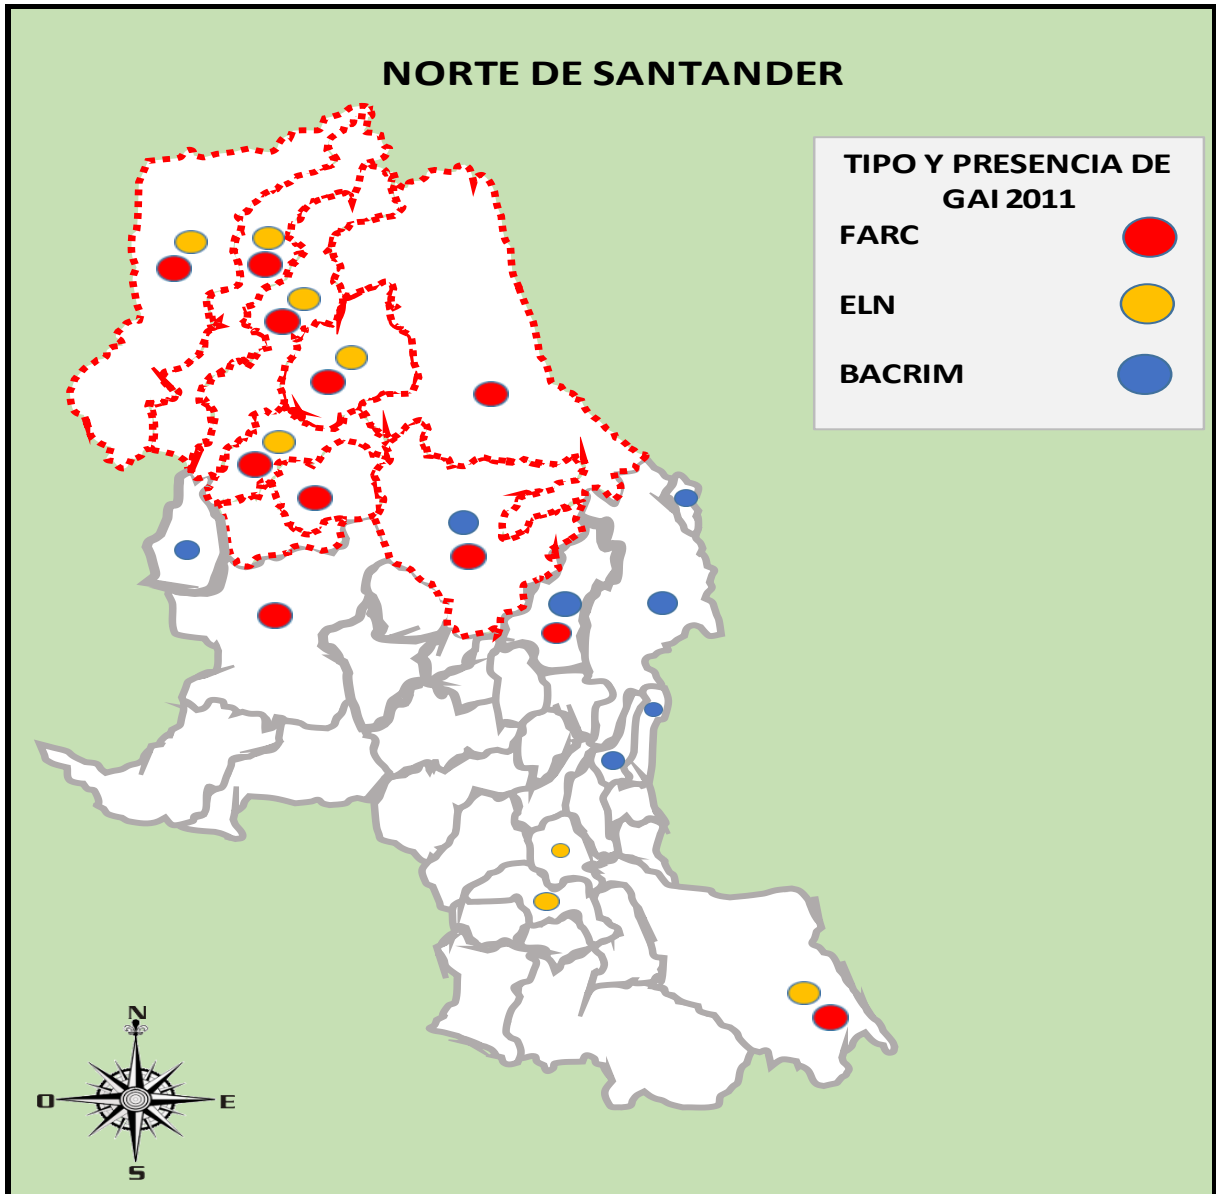 NORTE DE SANTANDER
TIPO Y PRESENCIA DE
GAI 2011
FARC
ELN
BACRIM
N
O
E
S